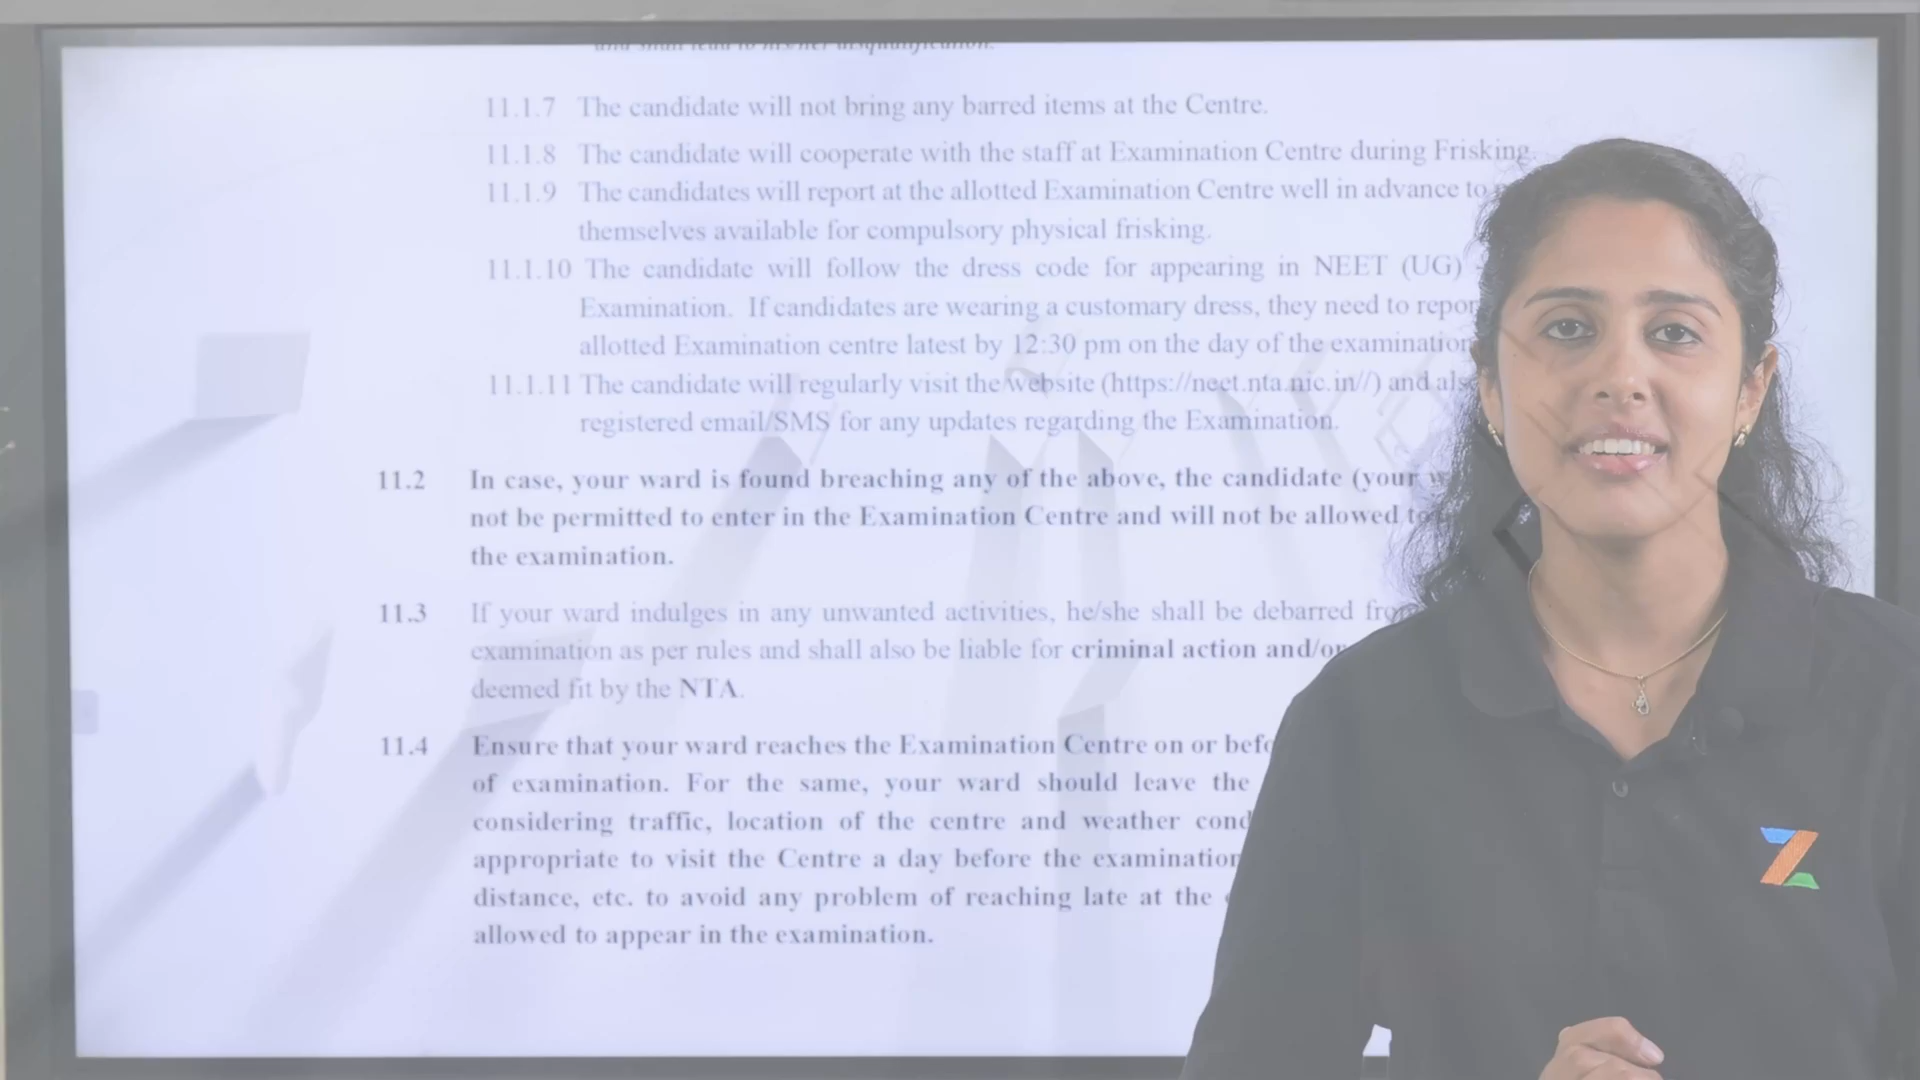 and shall lead to his/her disqualification.
11.1.7 The candidate will not bring any barred items at the Centre.
11.1.8 The candidate will cooperate with the staff at Examination Centre during Frisking.
11.1.9 The candidates will report at the allotted Examination Centre well in advance to
themselves available for compulsory physical frisking.
11.1.10 The candidate will follow the dress code for appearing in NEET (UG)
Examination. If candidates are wearing a customary dress, they need to repor
allotted Examination centre latest by 12:30 pm on the day of the examination
11.1.11 The candidate will regularly visit the website (https://neet.nta.nic.in//) and als
registered email/SMS for any updates regarding the Examination.
11.2 In case, your ward is found breaching any of the above, the candidate (your w
not be permitted to enter in the Examination Centre and will not be allowed to
the examination.
11.3 If your ward indulges in any unwanted activities, he/she shall be debarred fro
examination as per rules and shall also be liable for criminal action and/or
deemed fit by the NTA.
11.4 Ensure that your ward reaches the Examination Centre on or befo
of examination. For the same, your ward should leave the
considering traffic, location of the centre and weather cond
appropriate to visit the Centre a day before the examination
distance, etc. to avoid any problem of reaching late at the
allowed to appear in the examination.